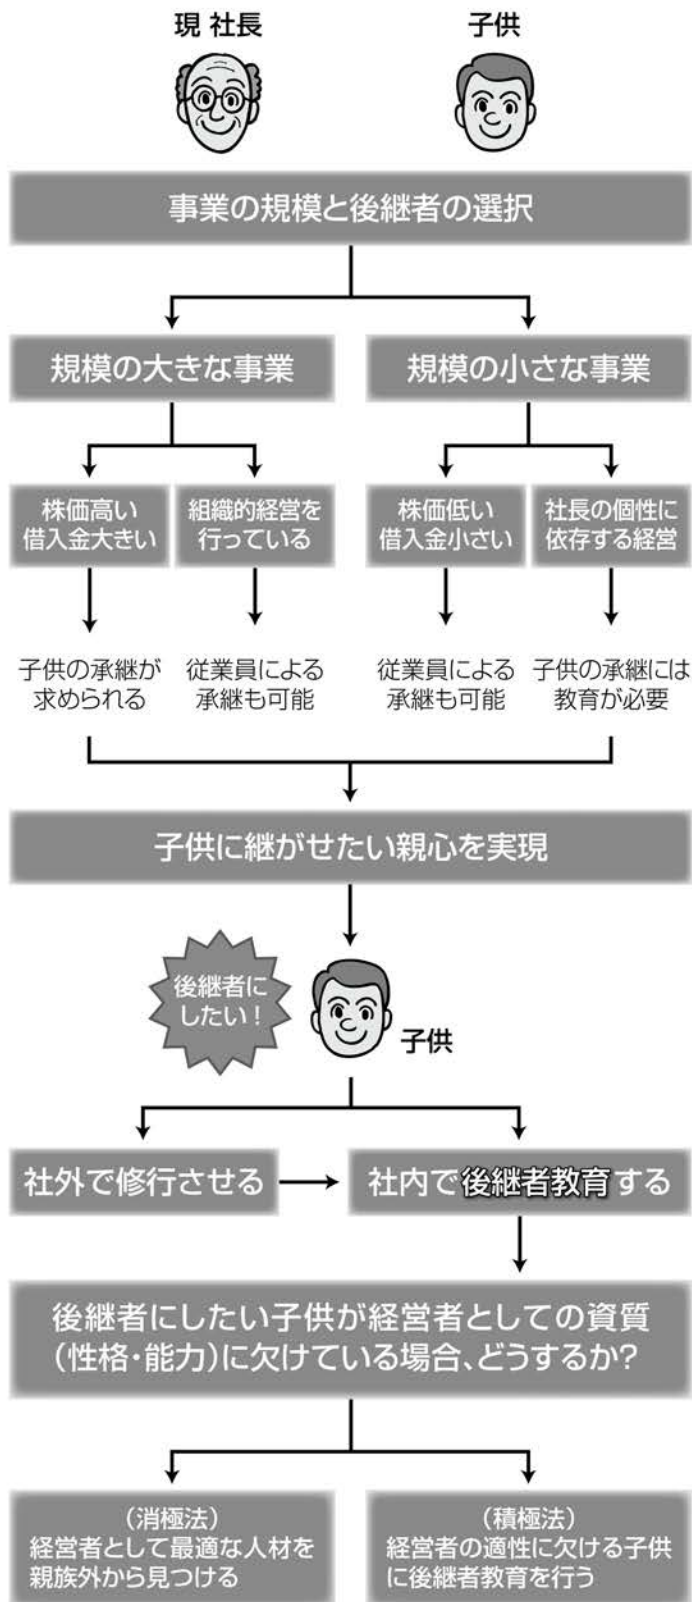 現 社長
子供
事業の規模と後継者の選択
規模の大きな事業
規模の小さな事業
株価高い
借入金大きい
組織的経営を
行っている
株価低い
借入金小さい
社長の個性に
依存する経営
子供の承継が
求められる
従業員による
承継も可能
従業員による
承継も可能
子供の承継には
教育が必要
子供に継がせたい親心を実現
後継者に
したい!
子供
社外で修行させる
社内で後継者教育する
後継者にしたい子供が経営者としての資質
(性格・能力)に欠けている場合、どうするか?
(消極法)
経営者として最適な人材を
親族外から見つける
(積極法)
経営者の適性に欠ける子供
に後継者教育を行う